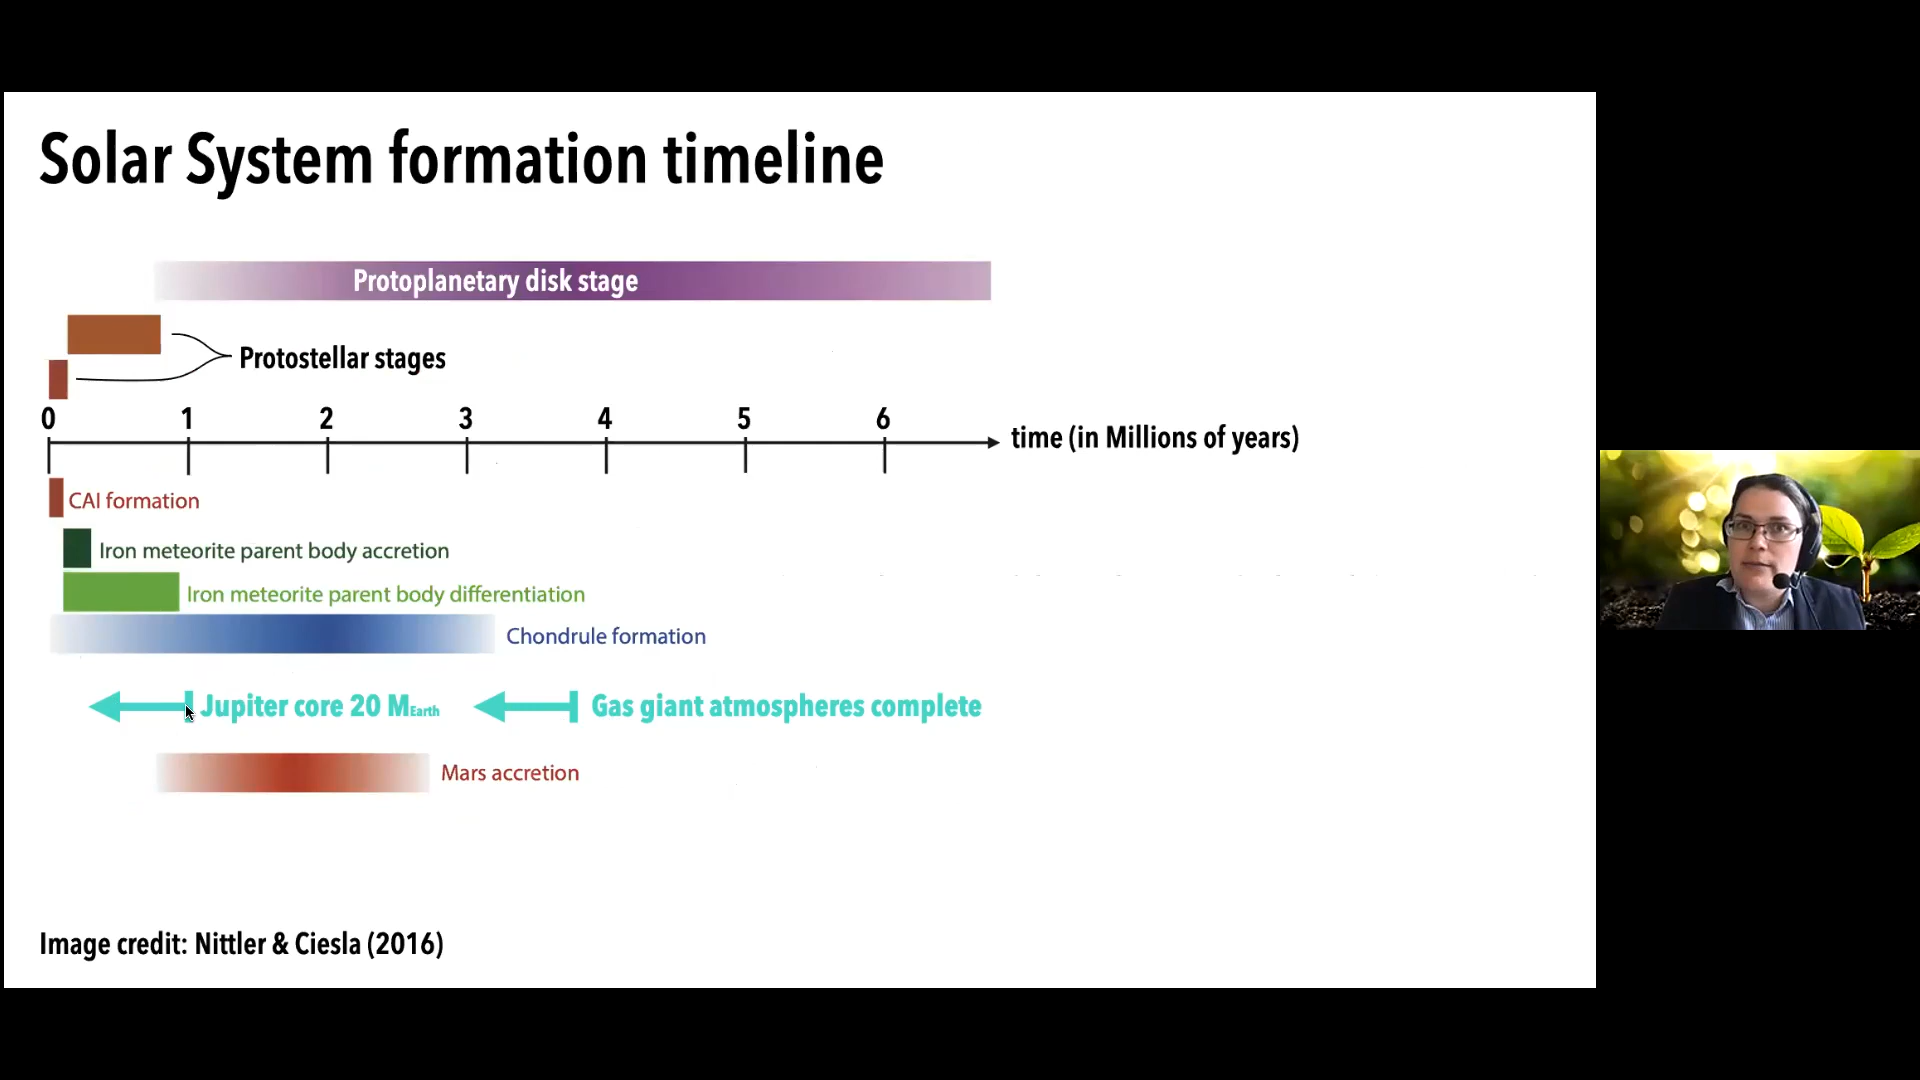 Solar System formation timeline
Protoplanetary disk stage
Protostellar stages
0 1 2 3 4 5 6
time (in Millions of years)
CAI formation
Iron meteorite parent body accretion
Iron meteorite parent body differentiation
Chondrule formation
Jupiter core 20 MEarth
Gas giant atmospheres complete
Mars accretion
Image credit: Nittler & Ciesla (2016)